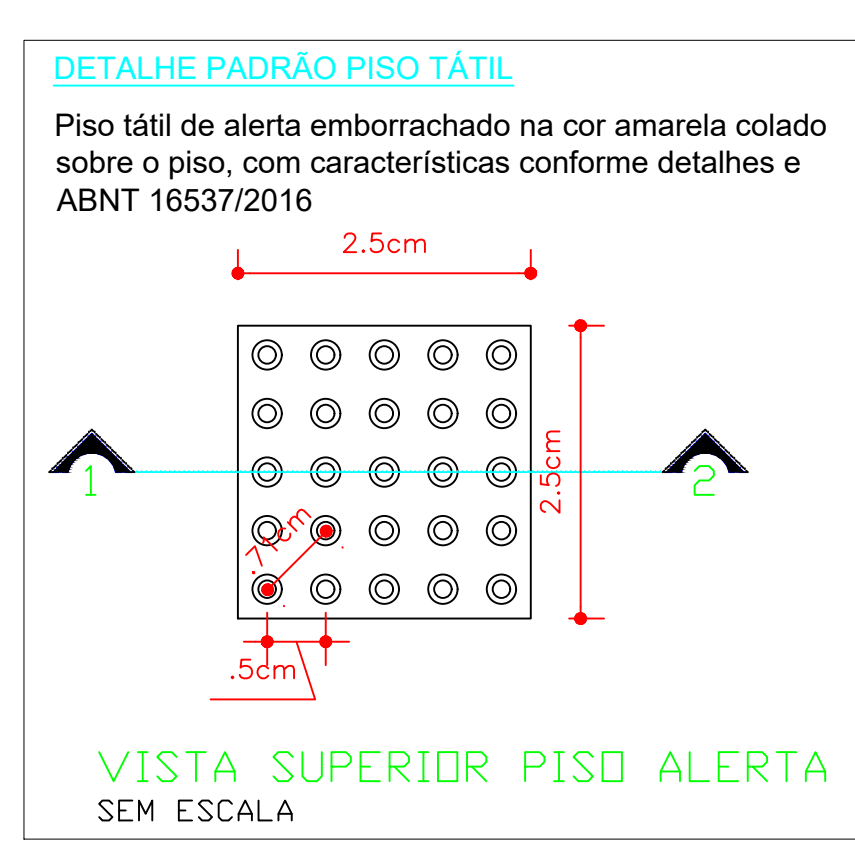 DETALHE PADRÃO PISO TÁTIL
Piso tátil de alerta emborrachado na cor amarela colado
sobre o piso, com características conforme detalhes e
ABNT 16537/2016
2.5cm
2.5cm
1
2
.71cm
.5cm
VISTA SUPERIOR PISO ALERTA
SEM ESCALA